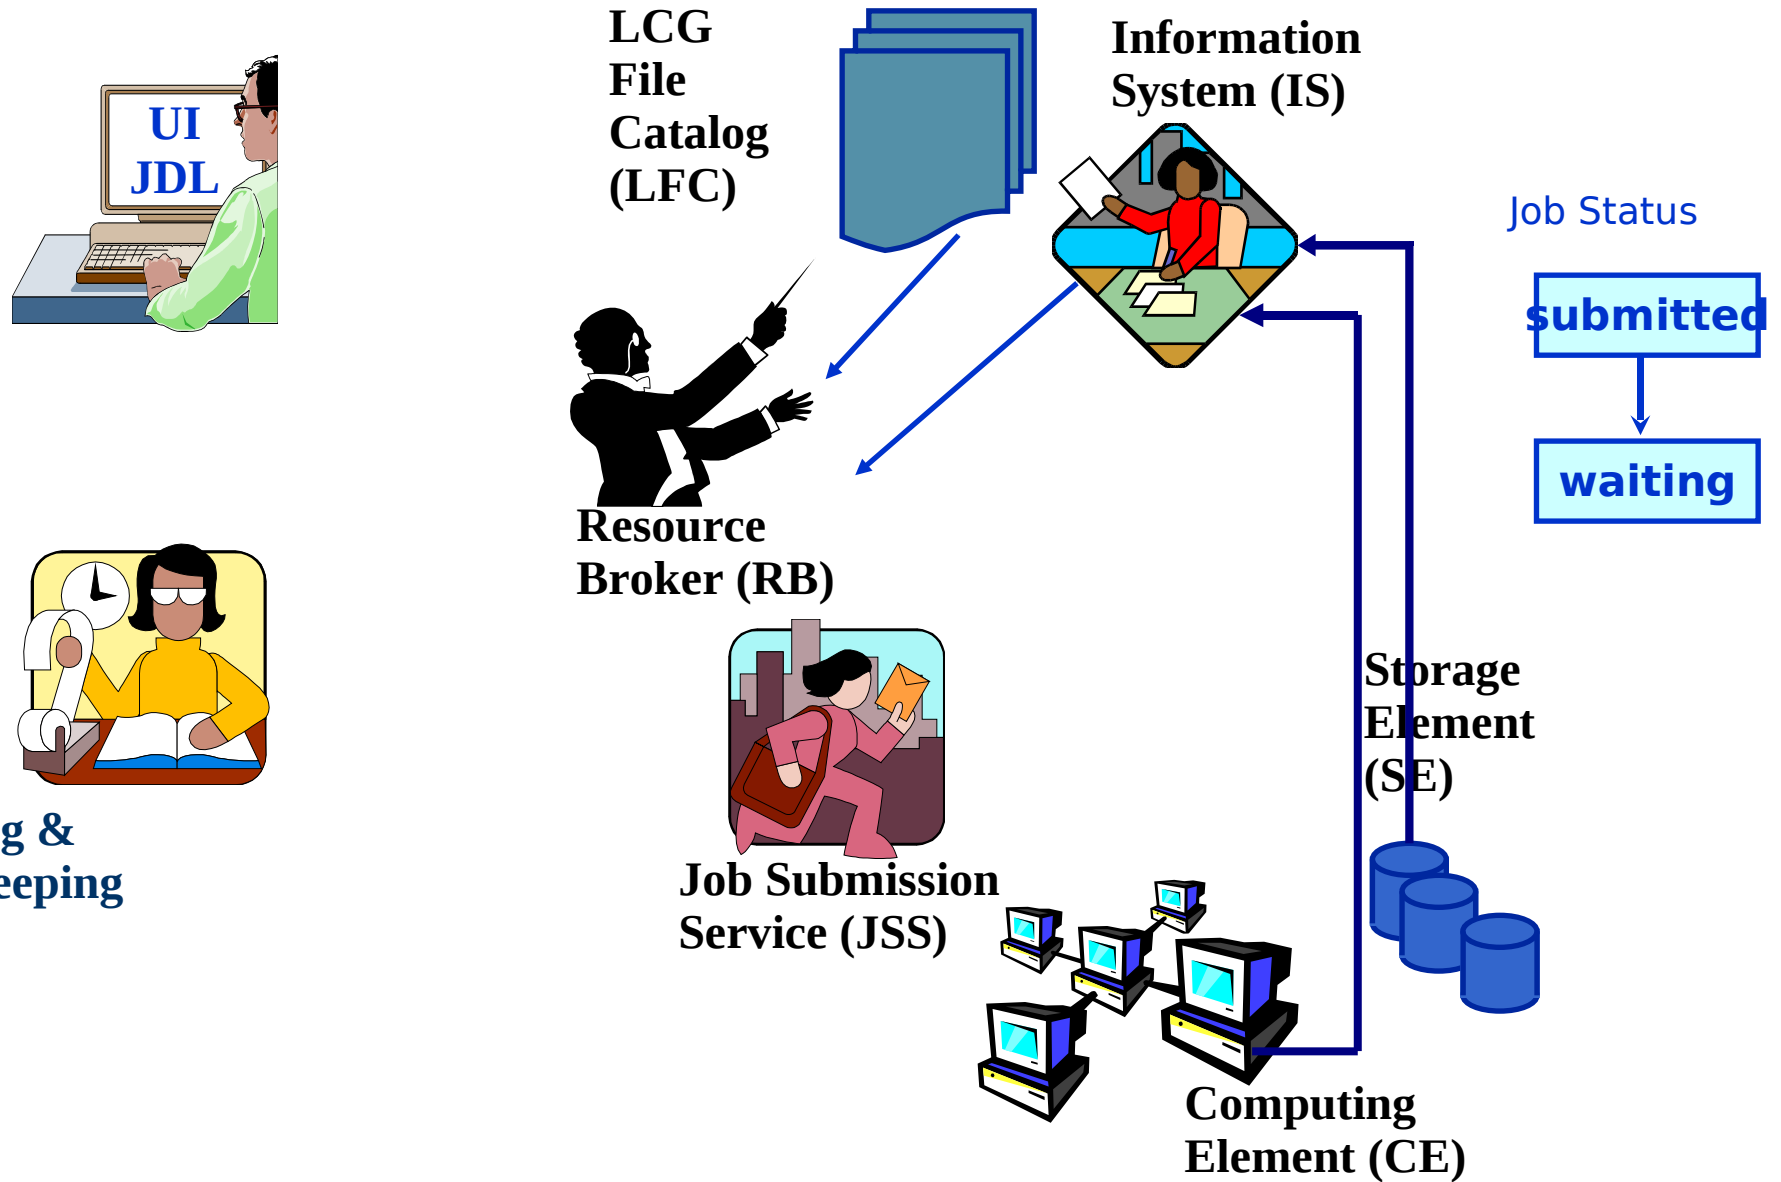 UI
JDL
LCG
File
Catalog
(LFC)
Information
System (IS)
Job Status
submitted
waiting
Resource
Broker (RB)
Storage
Element
(SE)
g &
eeping
Job Submission
Service (JSS)
Computing
Element (CE)